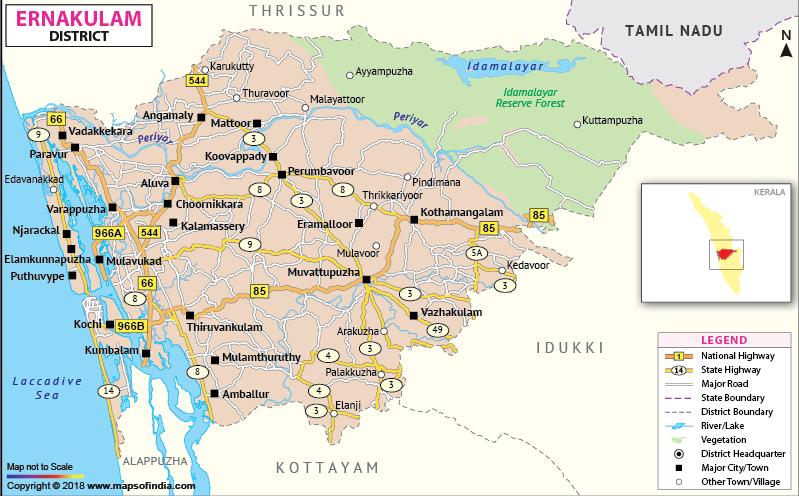 ERNAKULAM
DISTRICT
THRISSUR
TAMIL NADU
N
Karukutty
544
Ayyampuzha
Idamalayar
Idamalayar
Reserve Forest
Thuravoor
Malayattoor
66
Angamaly
Mattoor
Periyar
Kuttampuzha
9
Vadakkekara
Periyar
3
Paravur
Koovappady
Edavanakkad
Aluva
Perumbavoor
Pindimana
8
8
KERALA
Varappuzha
Choornikkara
3
Thrikkariyoor
Kothamangalam
85
Njarackal
966A
544
Kalamassery
Eramalloor
85
9
Mulavoor
5A
Elamkunnapuzha
Mulavukad
Kedavoor
Puthuvype
66
Muvattupuzha
3
8
85
3
Kochi
966B
Thiruvankulam
Vazhakulam
Arakuzha
49
Kumbalam
3
IDUKKI
Mulamthuruthy
4
8
Palakkuzha
Laccadive
Sea
14
Amballur
4
3
3
Elanji
ALAPPUZHA
KOTTAYAM
LEGEND
1 National Highway
14 State Highway
Major Road
State Boundary
District Boundary
River/Lake
Vegetation
District Headquarter
Major City/Town
Other Town/Village
Map not to Scale
Copyright © 2018 www.mapsofindia.com